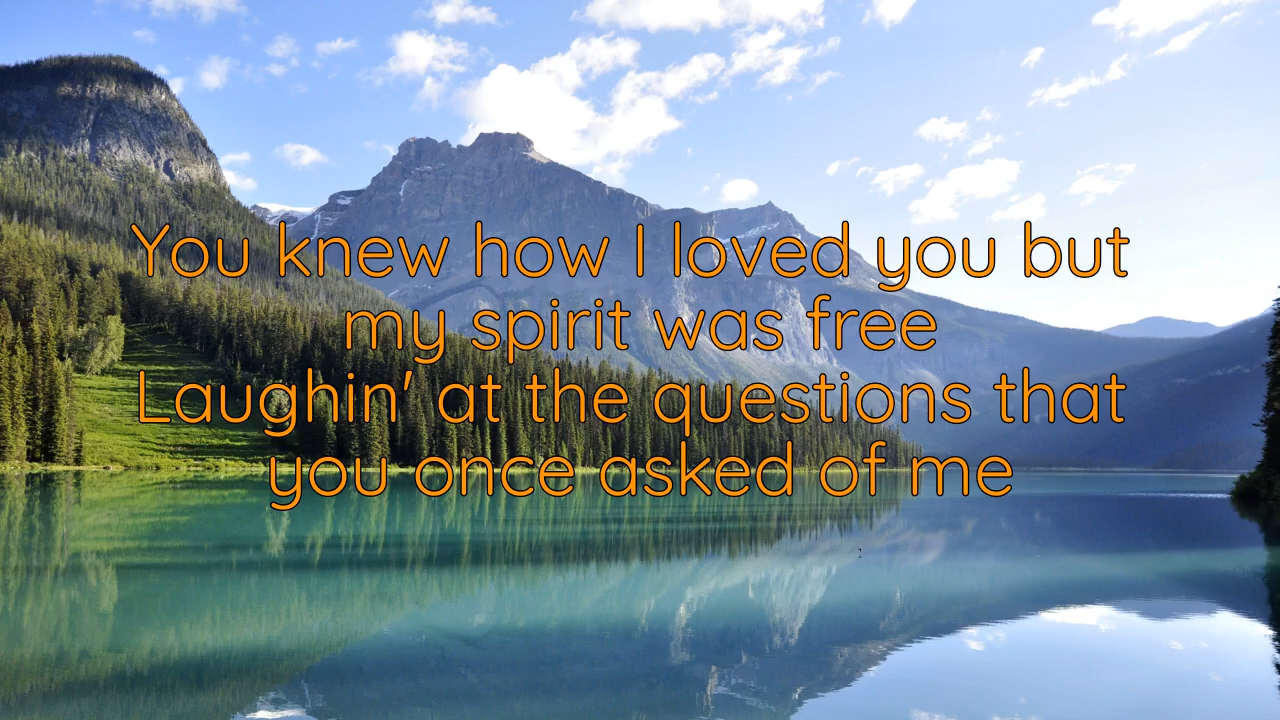 You knew how I loved you but
my spirit was free
Laughin' at the questions that
you once asked of me